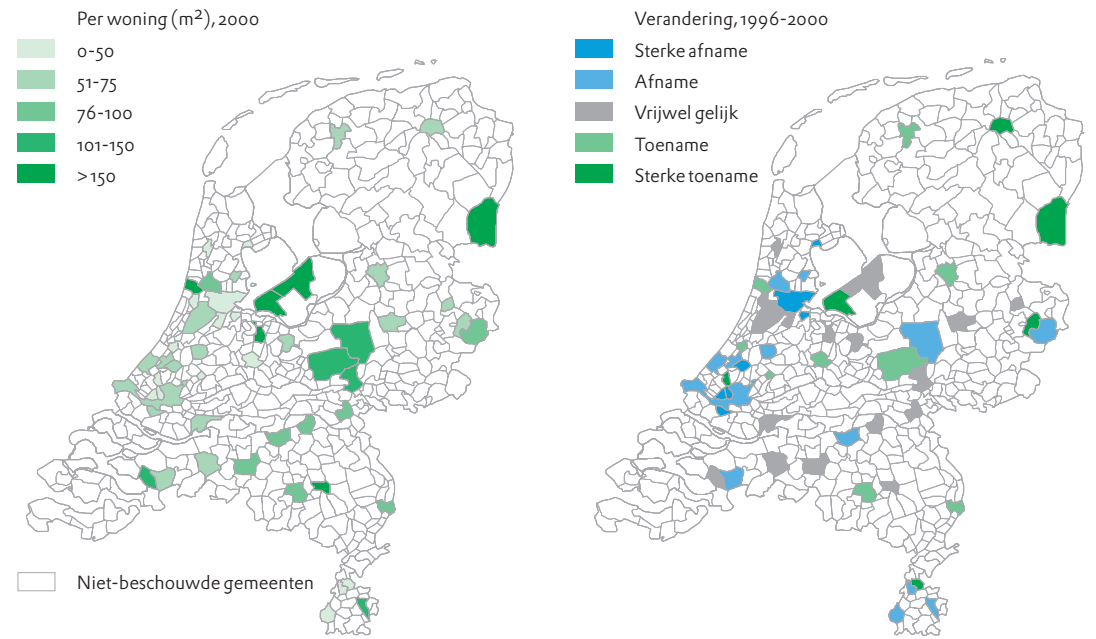 Per woning (m²), 2000
0-50
51-75
76-100
101-150
>150
Niet-beschouwde gemeenten
Verandering, 1996-2000
Sterke afname
Afname
Vrijwel gelijk
Toename
Sterke toename